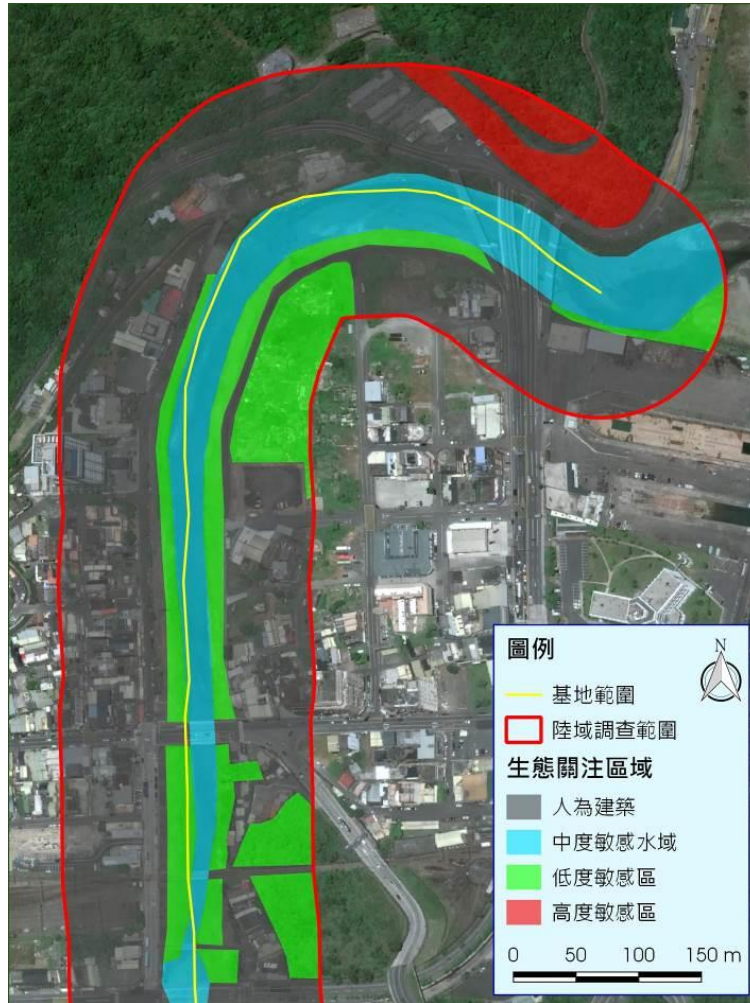 圖例
N
基地範圍
陸域調查範圍
生態關注區域
人為建築
中度敏感水域
低度敏感區
高度敏感區
0 50 100 150 m